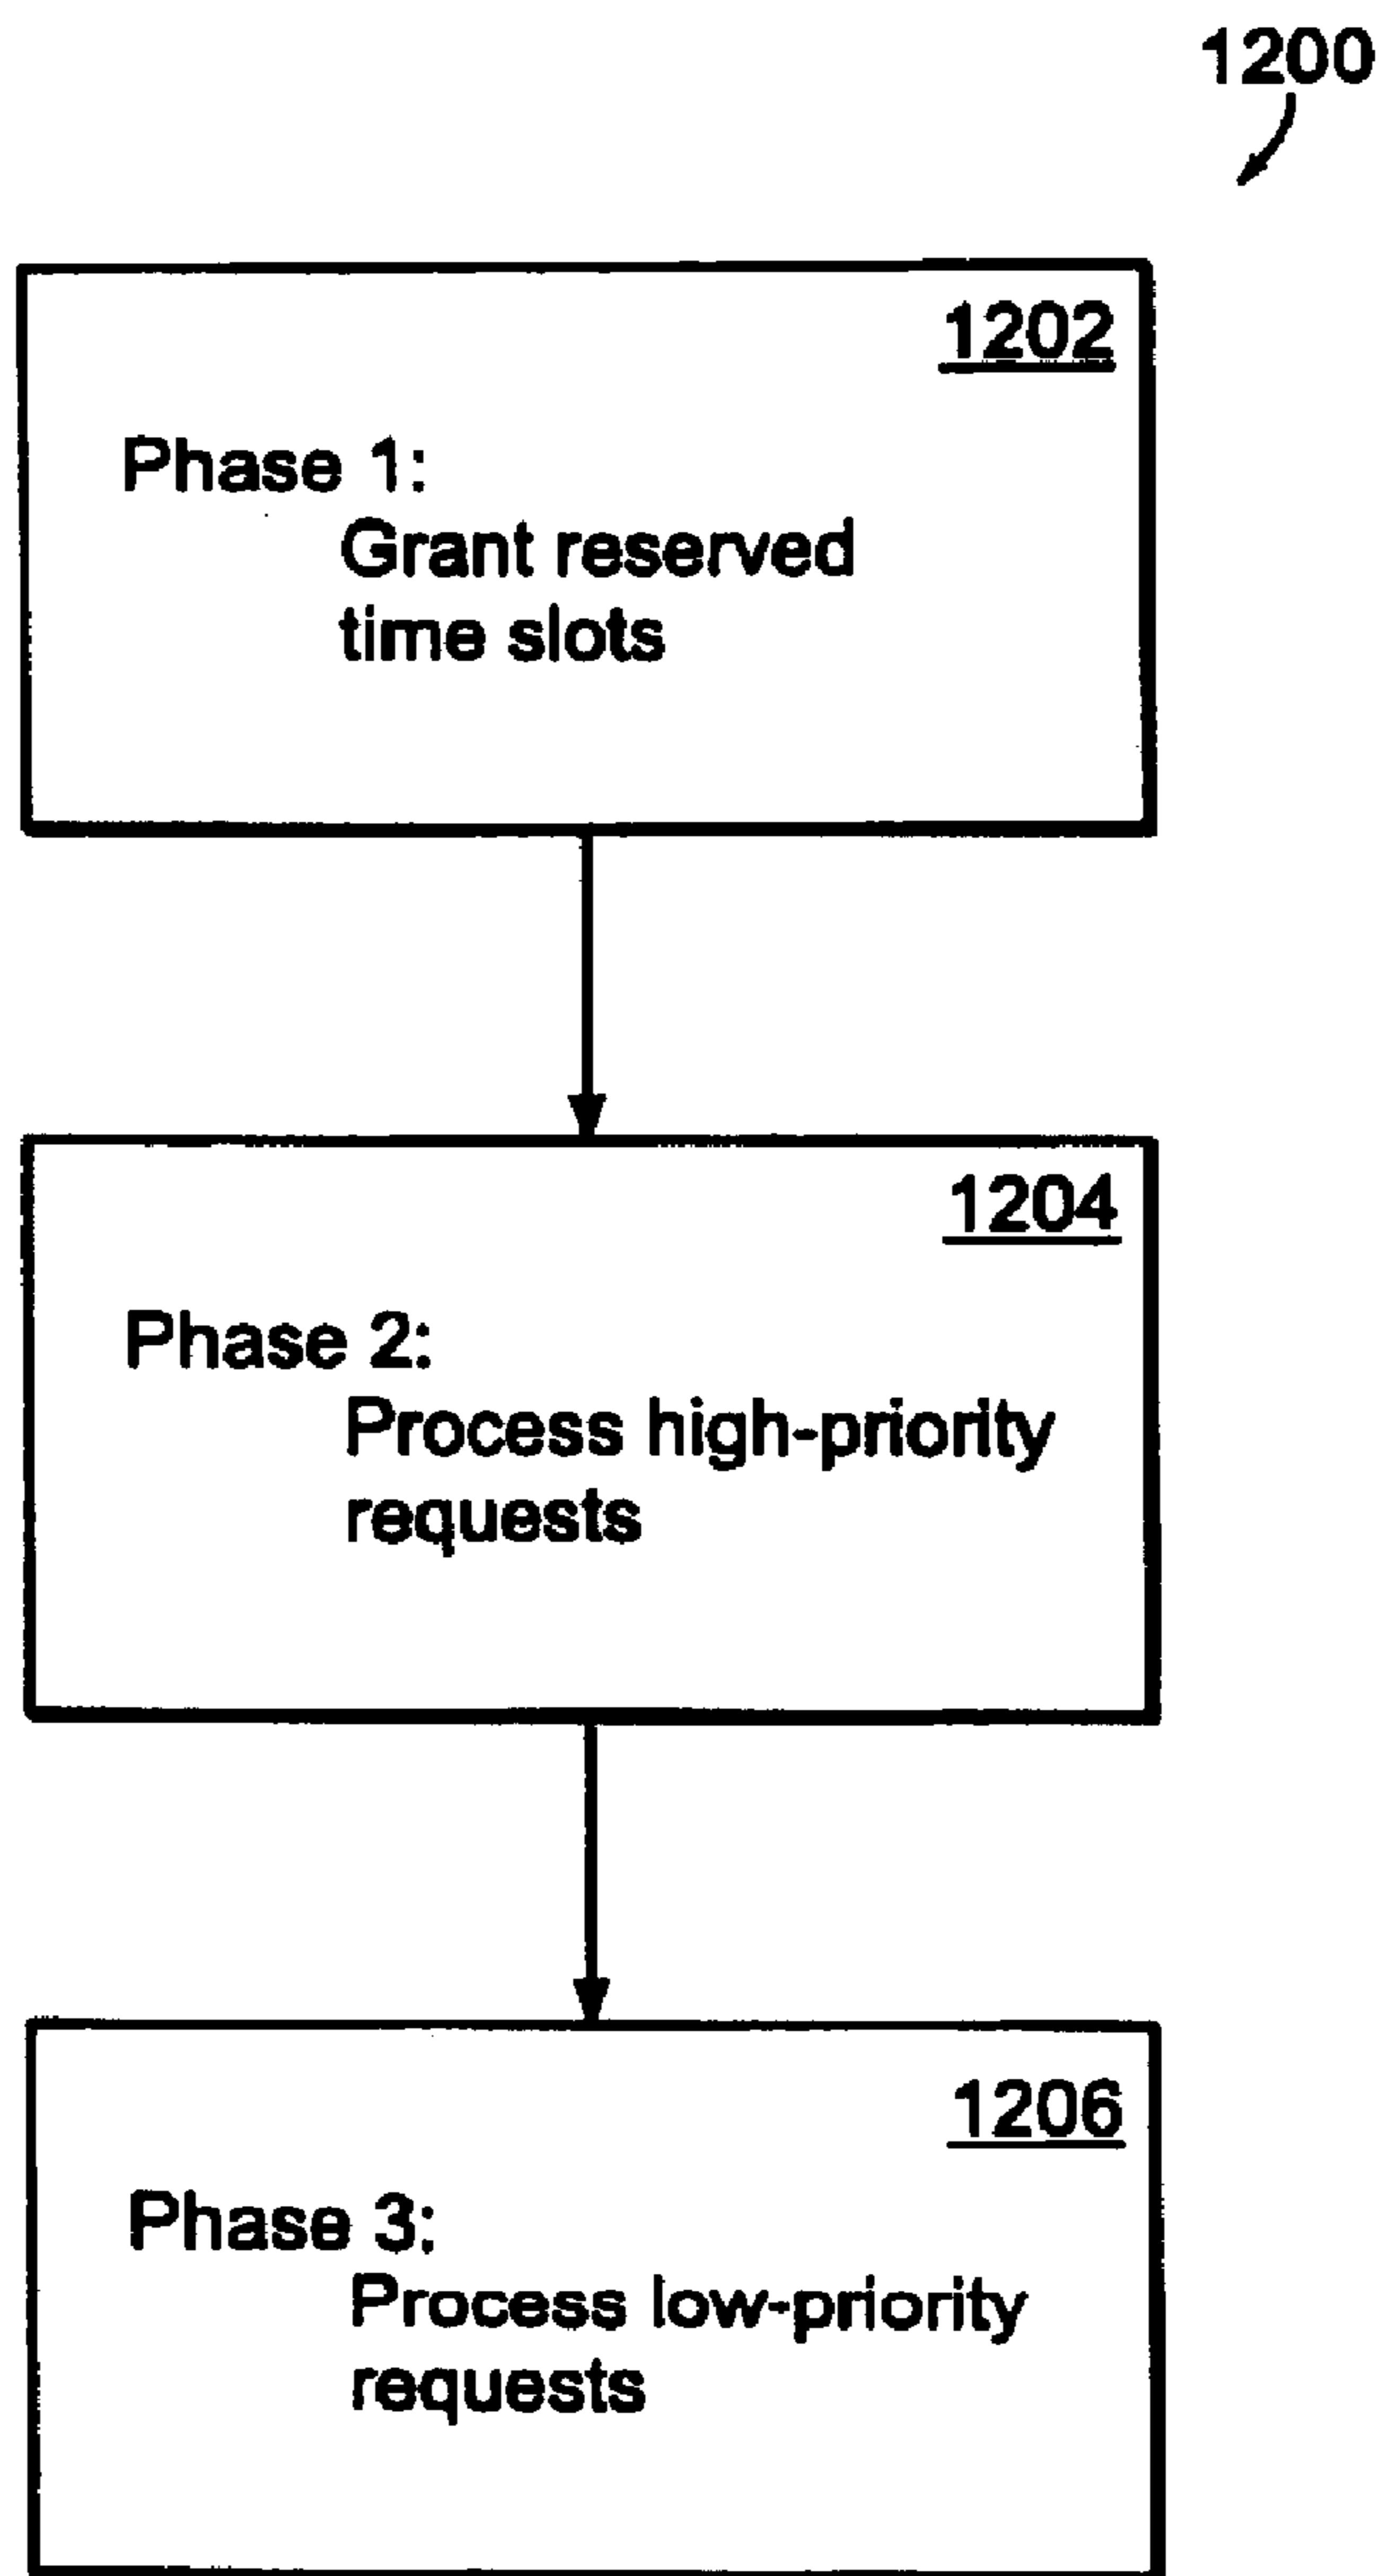 1200
1202
Phase 1:
Grant reserved
time slots
1204
Phase 2:
Process high-priority
requests
1206
Phase 3:
Process low-priority
requests